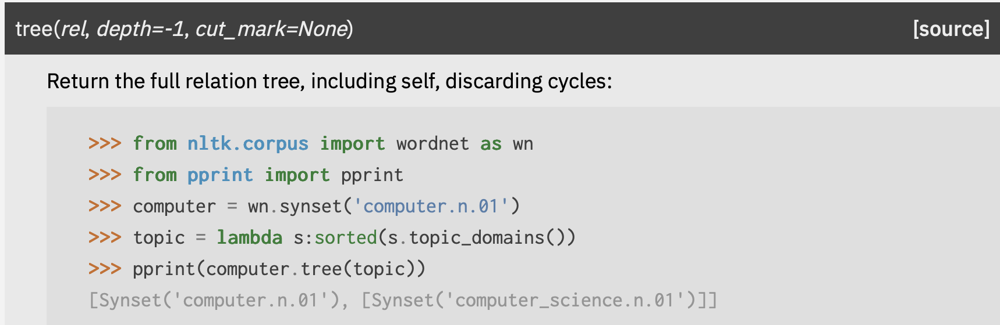 tree(rel, depth=-1, cut_mark=None) [source]
Return the full relation tree, including self, discarding cycles:
>>> from nltk.corpus import wordnet as wn
>>> from pprint import pprint
>>> computer = wn.synset('computer.n.01')
>>> topic = lambda s:sorted(s.topic_domains())
>>> pprint(computer.tree(topic))
[Synset('computer.n.01'), [Synset('computer_science.n.01')]]